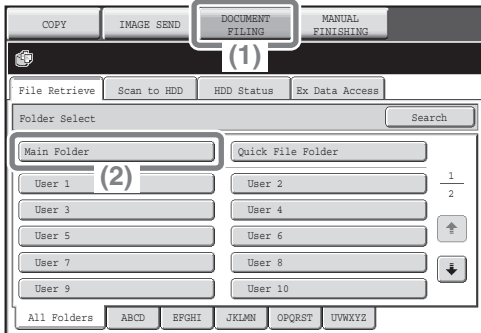 COPY IMAGE SEND DOCUMENT FILING MANUAL FINISHING
(1)
File Retrieve Scan to HDD HDD Status Ex Data Access
Folder Select Search
Main Folder Quick File Folder
(2)
User 1 User 2
1
2
User 3 User 4
User 5 User 6
User 7 User 8
User 9 User 10
All Folders ABCD EFGHI JKLMN OPQRST UVWXYZ